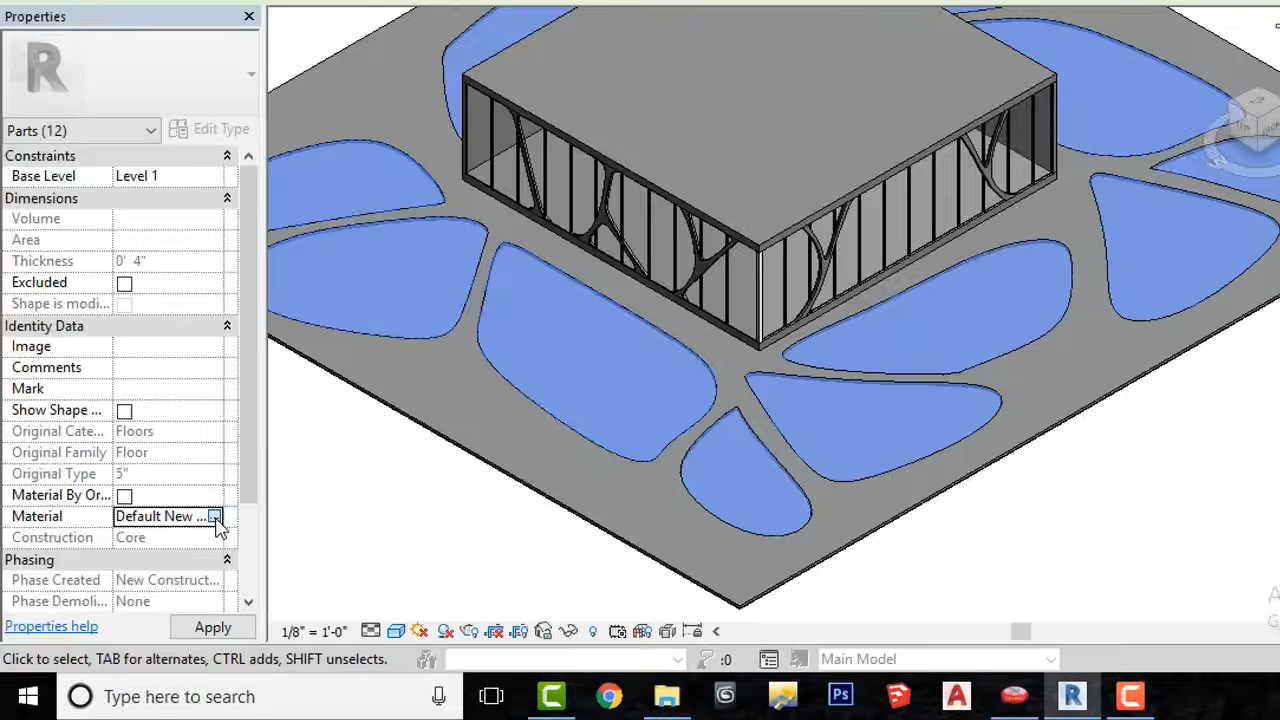 Properties
Parts (12)
Edit Type
Constraints
Base Level Level 1
Dimensions
Volume
Area
Thickness 0' 4"
Excluded
Shape is modi...
Identity Data
Image
Comments
Mark
Show Shape ...
Original Cate... Floors
Original Family Floor
Original Type 5"
Material By Or...
Material Default New ...
Construction Core
Phasing
Phase Created New Construct...
Phase Demoli... None
Properties help
Apply
1/8" = 1'-0"
Click to select, TAB for alternates, CTRL adds, SHIFT unselects.
:0
Main Model
Type here to search
Ps